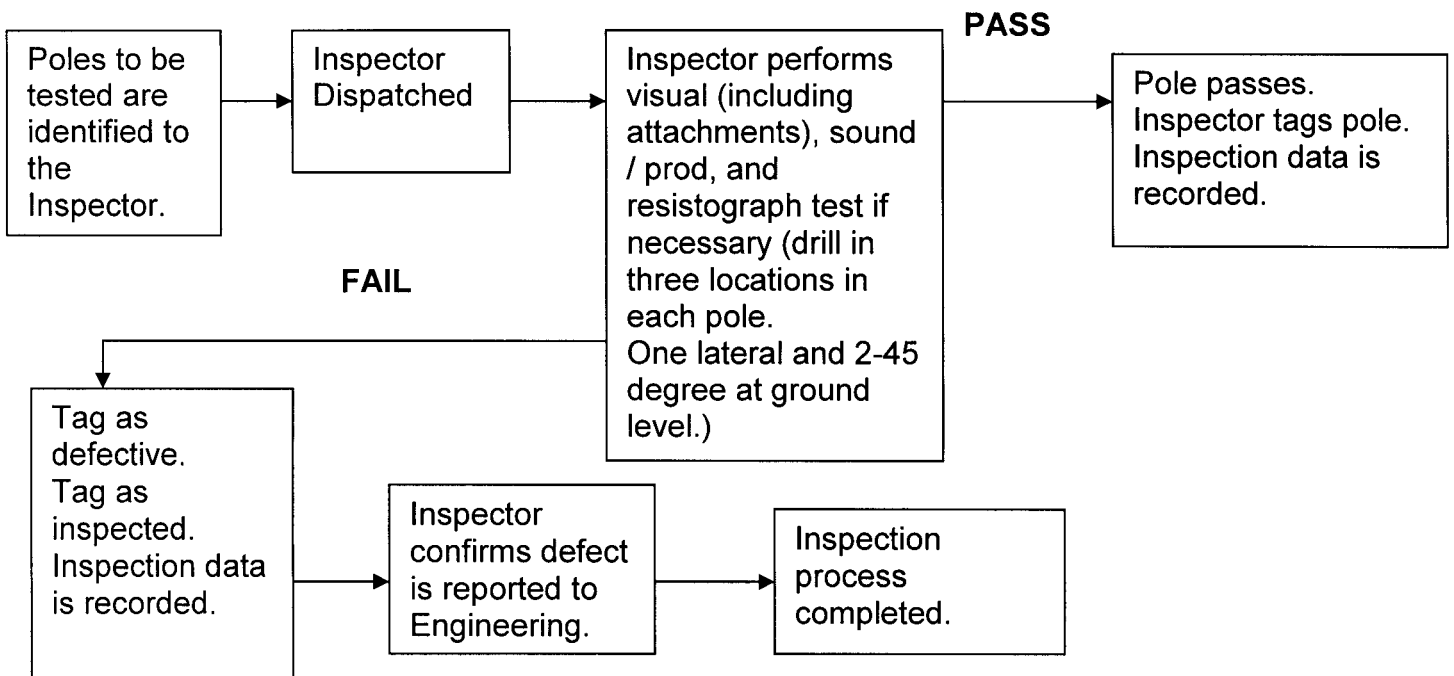 Poles to be
tested are
identified to
the
Inspector.
Inspector
Dispatched
Inspector performs
visual (including
attachments), sound
/ prod, and
resistograph test if
necessary (drill in
three locations in
each pole.
One lateral and 2-45
degree at ground
level.)
PASS
Pole passes.
Inspector tags pole.
Inspection data is
recorded.
FAIL
Tag as
defective.
Tag as
inspected.
Inspection data
is recorded.
Inspector
confirms defect
is reported to
Engineering.
Inspection
process
completed.